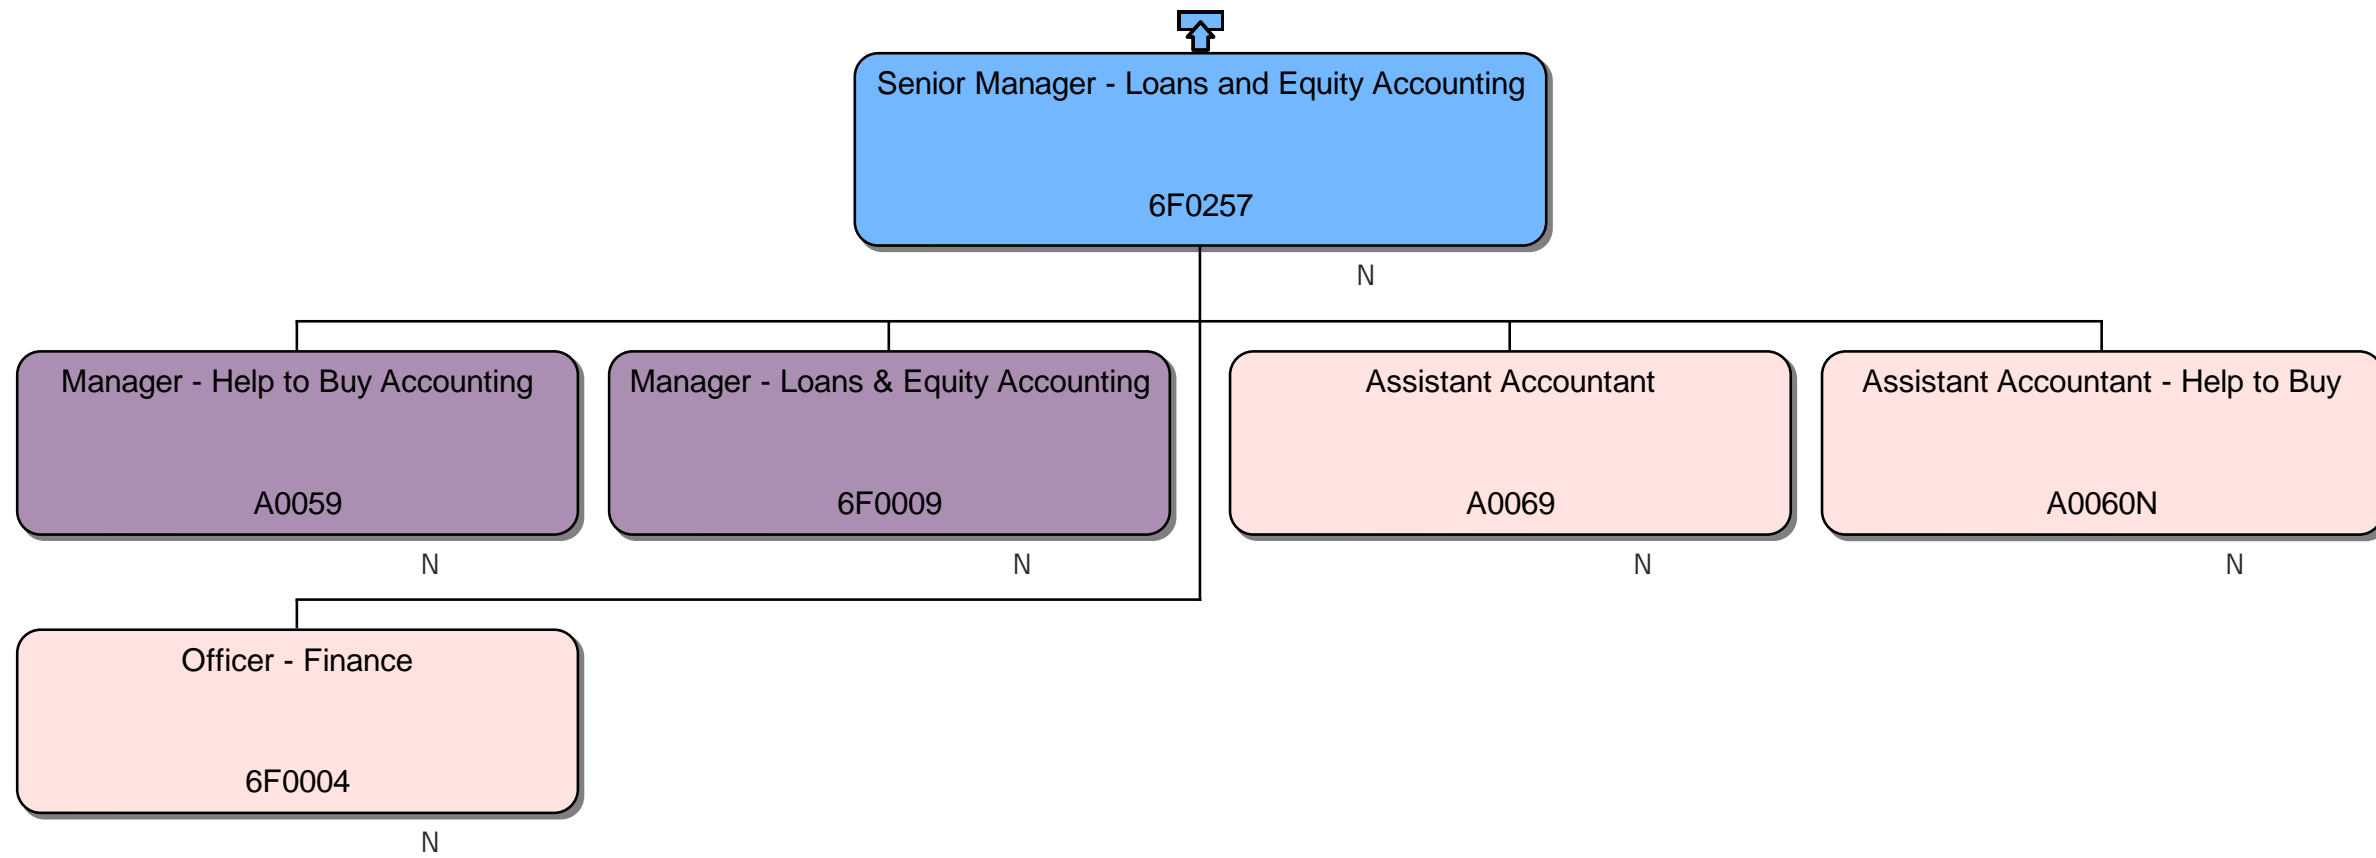 Senior Manager - Loans and Equity Accounting
6F0257
N
Manager - Help to Buy Accounting
A0059
N
Manager - Loans & Equity Accounting
6F0009
N
Assistant Accountant
A0069
N
Assistant Accountant - Help to Buy
A0060N
N
Officer - Finance
6F0004
N